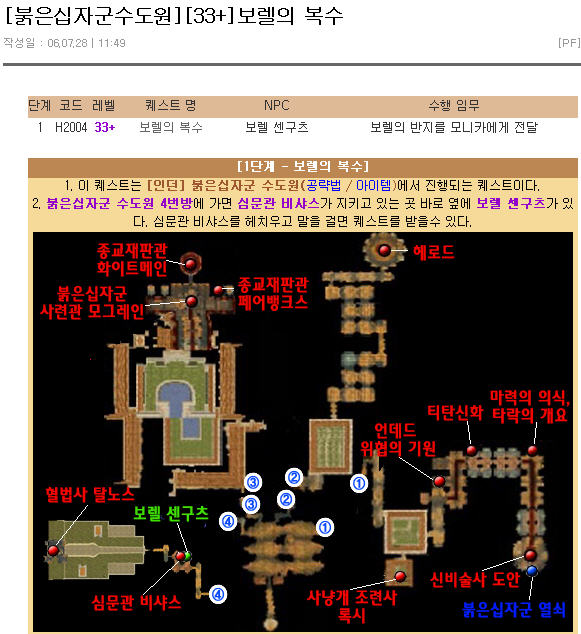 [붉은십자군수도원][33+]보렐의 복수
작성일 : 06,07,28 | 11:49 [PF]
단계 코드 레벨 퀘스트 명 NPC 수행 임무
1 H2004 33+ 보렐의 복수 보렐 센구츠 보렐의 반지를 모니카에게 전달
[1단계 - 보렐의 복수]
1, 이 퀘스트는 [인던] 붉은십자군 수도원(공략법 / 아이템)에서 진행되는 퀘스트이다.
2, 붉은십자군 수도원 4번방에 가면 심문관 비샤스가 지키고 있는 곳 바로 옆에 보렐 센구츠가 있
다. 심문관 비샤스를 헤치우고 말을 걸면 퀘스트를 받을수 있다.
종교재판관
화이트메인
헤로드
종교재판관
페어뱅크스
붉은십자군
사령관 모그레인
마력의 의식,
타락의 개요
티탄신화
언데드
위협의 기원
③ ② ①
③ ②
④ ①
혈법사 탈노스
보렐 센구츠
심문관 비샤스
④
사냥개 조련사
록시
신비술사 도안
붉은십자군 열쇠